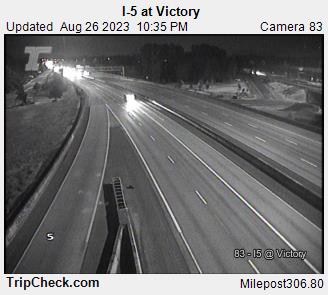 I-5 at Victory
Updated Aug 26 2023 10:35 PM Camera 83
83 - I5 @ Victory
TripCheck.com Milepost306.80